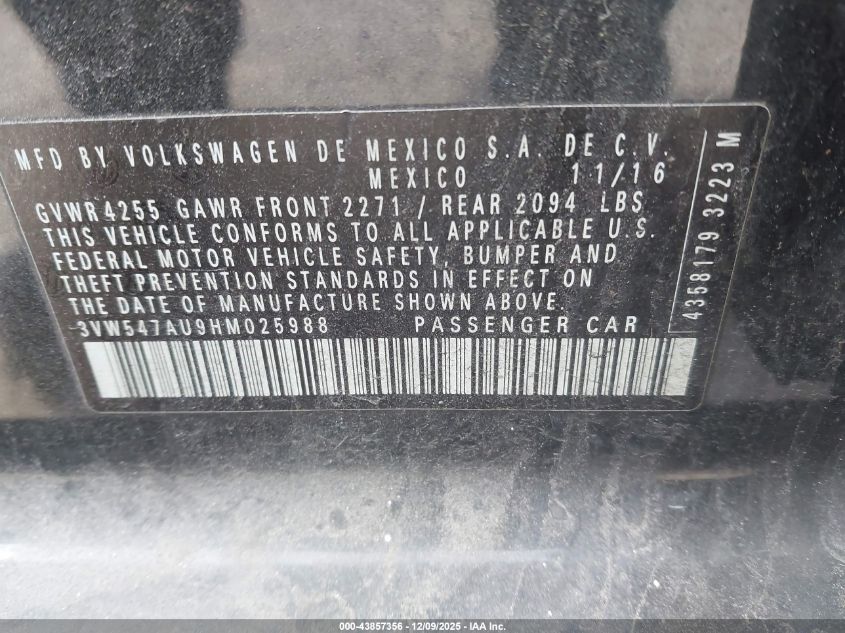 MFD BY VOLKSWAGEN DE MEXICO S.A. DE C.V.
MEXICO 11/16
GVWR4255 GAWR FRONT 2271 / REAR 2094 LBS
THIS VEHICLE CONFORMS TO ALL APPLICABLE U.S.
FEDERAL MOTOR VEHICLE SAFETY, BUMPER AND
THEFT PREVENTION STANDARDS IN EFFECT ON
THE DATE OF MANUFACTURE SHOWN ABOVE.
3VW547AU9HM025988 PASSENGER CAR
4358179 3223 M
000-43857356 - 12/09/2025 - IAA Inc.